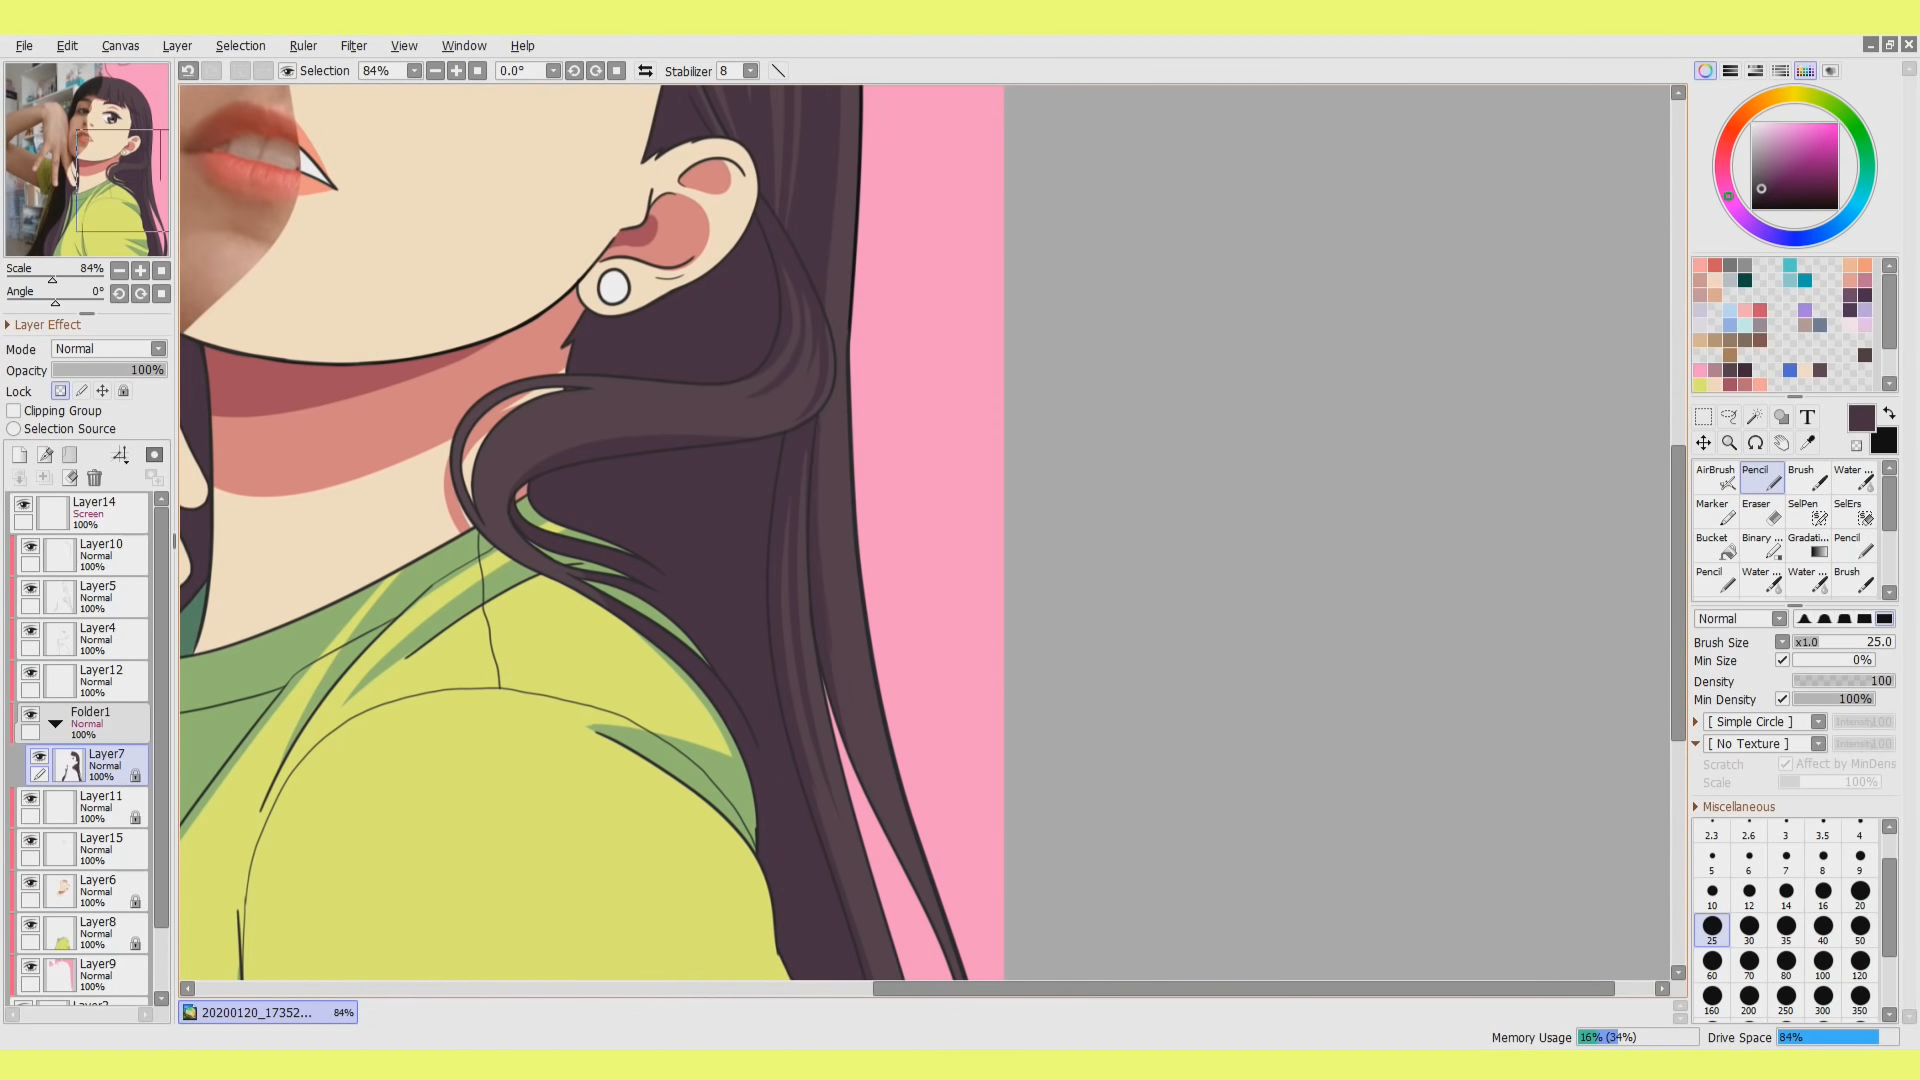 File Edit Canvas Layer Selection Ruler Filter View Window Help
Selection 84% 0.0° Stabilizer 8
Scale 84%
Angle 0°
Layer Effect
Mode Normal
Opacity 100%
Lock
Clipping Group
Selection Source
Layer14
Screen
100%
Layer10
Normal
100%
Layer5
Normal
100%
Layer4
Normal
100%
Layer12
Normal
100%
Folder1
Normal
100%
Layer7
Normal
100%
Layer11
Normal
100%
Layer15
Normal
100%
Layer6
Normal
100%
Layer8
Normal
100%
Layer9
Normal
100%
20200120_17352... 84%
T
AirBrush Pencil Brush Water ...
Marker Eraser SelPen SelErs
Bucket Binary ... Gradati... Pencil
Pencil Water ... Water ... Brush
Normal
Brush Size x1.0 25.0
Min Size 0%
Density 100
Min Density 100%
[ Simple Circle ] Intensity 100
[ No Texture ] Intensity 100
Scratch Affect by MinDens
Scale 100%
Miscellaneous
2.3 2.6 3 3.5 4
5 6 7 8 9
10 12 14 16 20
25 30 35 40 50
60 70 80 100 120
160 200 250 300 350
Memory Usage 16% (34%) Drive Space 84%